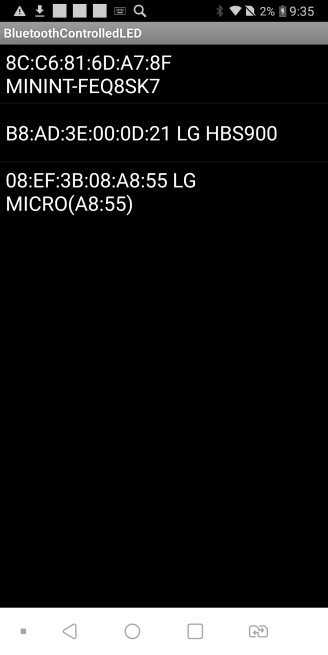 2% 9:35
BluetoothControlledLED
8C:C6:81:6D:A7:8F
MININT-FEQ8SK7
B8:AD:3E:00:0D:21 LG HBS900
08:EF:3B:08:A8:55 LG
MICRO(A8:55)